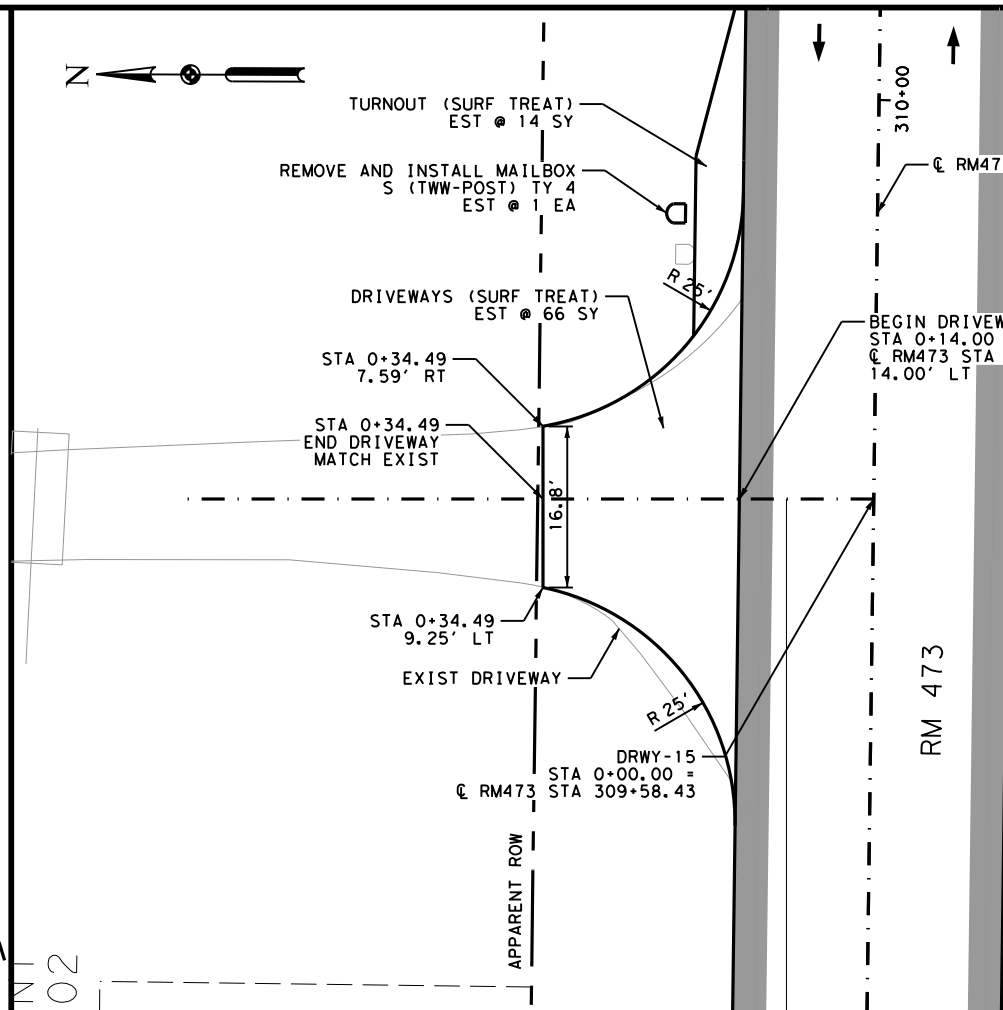 N
TURNOUT (SURF TREAT)
EST @ 14 SY
REMOVE AND INSTALL MAILBOX
S (TWW-POST) TY 4
EST @ 1 EA
310+00
℄ RM47
R 25'
DRIVEWAYS (SURF TREAT)
EST @ 66 SY
BEGIN DRIVEW
STA 0+14.00
℄ RM473 STA
14.00' LT
STA 0+34.49
7.59' RT
STA 0+34.49
END DRIVEWAY
MATCH EXIST
16.8'
STA 0+34.49
9.25' LT
EXIST DRIVEWAY
R 25'
RM 473
DRWY-15
STA 0+00.00 =
℄ RM473 STA 309+58.43
APPARENT ROW
NT
02